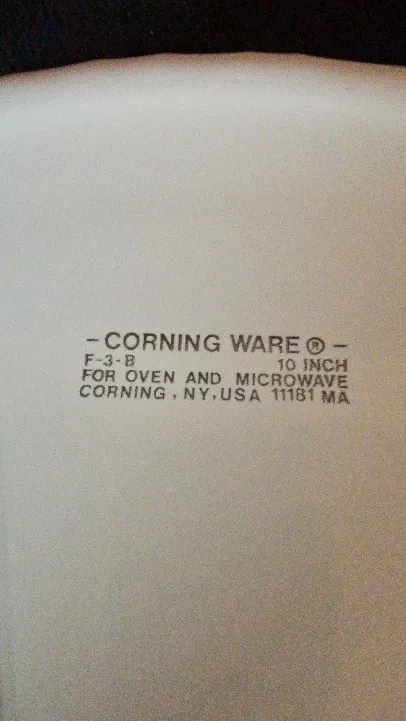 - CORNING WARE ® -
F-3-B 10 INCH
FOR OVEN AND MICROWAVE
CORNING, NY, USA 11181 MA